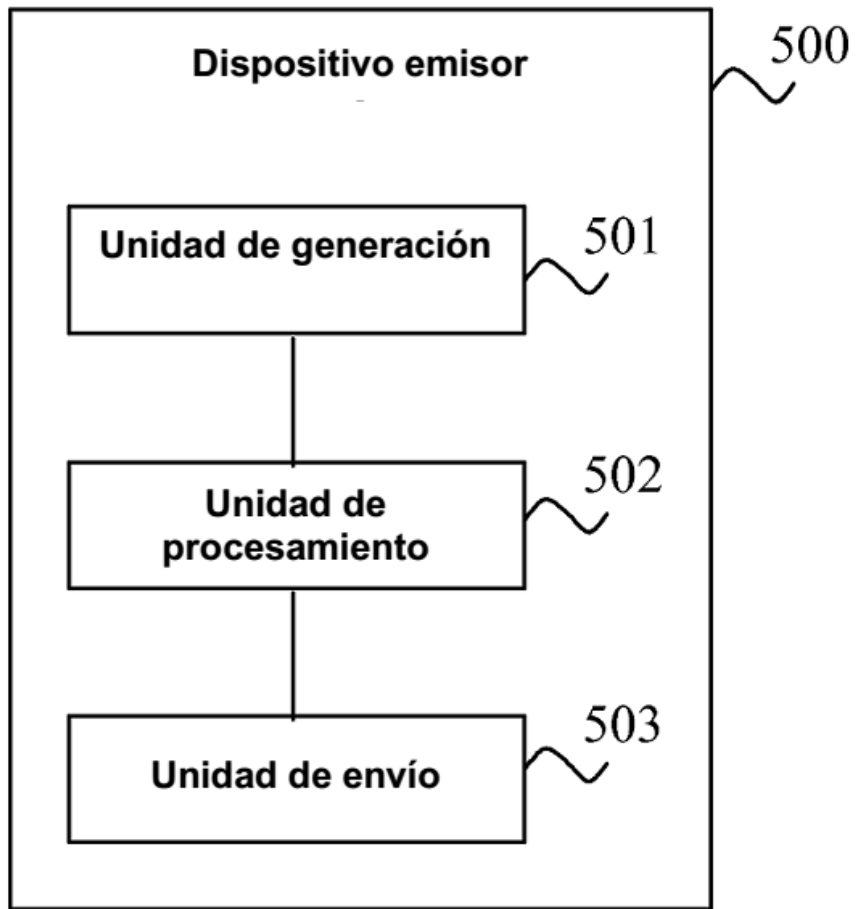 Dispositivo emisor
500
Unidad de generación
501
Unidad de
procesamiento
502
Unidad de envío
503